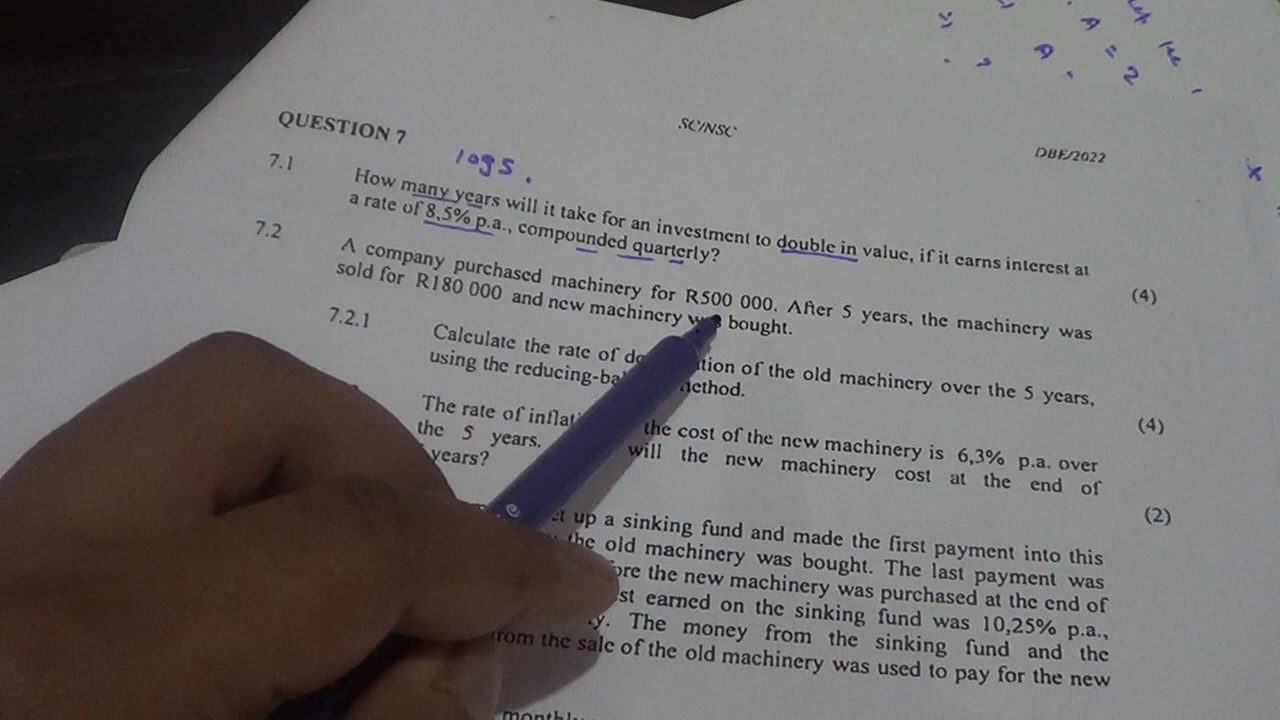 SC/NSC
DBE/2022
QUESTION 7
logs.
7.1 How many years will it take for an investment to double in value, if it earns interest at
a rate of 8,5% p.a., compounded quarterly?
(4)
7.2 A company purchased machinery for R500 000. After 5 years, the machinery was
sold for R180 000 and new machinery was bought.
7.2.1 Calculate the rate of of the old machinery over the 5 years,
using the
(4)
The rate of the cost of the new machinery is 6,3% p.a. over
the 5 years. will the new machinery cost at the end of
years?
(2)
up a sinking fund and made the first payment into this
the old machinery was bought. The last payment was
the new machinery was purchased at the end of
earned on the sinking fund was 10,25% p.a.,
The money from the sinking fund and the
from the sale of the old machinery was used to pay for the new